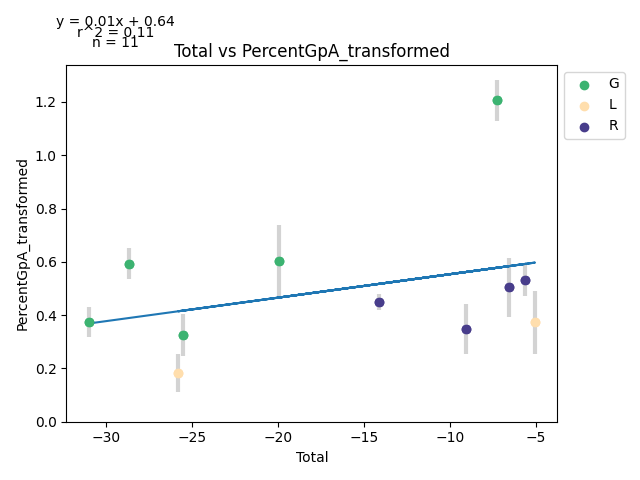 y = 0.01x + 0.64
r^2 = 0.11
n = 11
Total vs PercentGpA_transformed
G
L
R
PercentGpA_transformed
1.2
1.0
0.8
0.6
0.4
0.2
0.0
−30
−25
−20
−15
−10
−5
Total